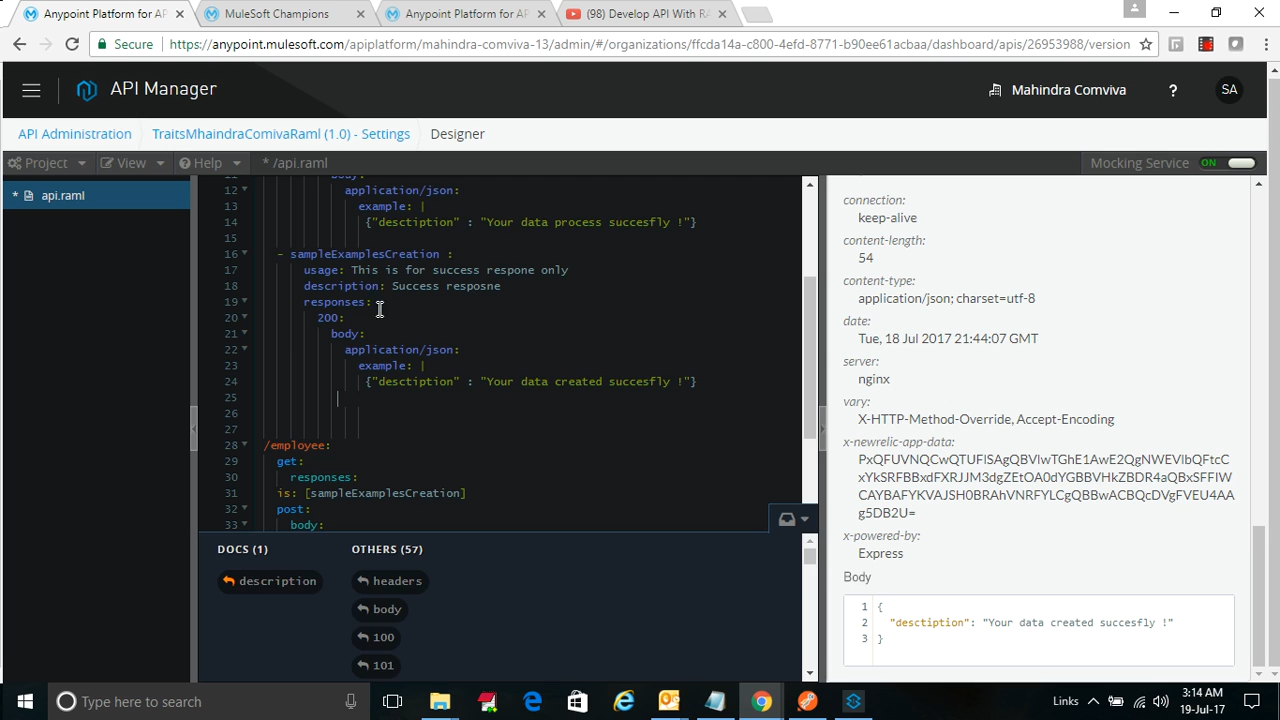 Anypoint Platform for AP
MuleSoft Champions
Anypoint Platform for AP
(98) Develop API With RA
Secure
https://anypoint.mulesoft.com/apiplatform/mahindra-comviva-13/admin/#/organizations/ffcda14a-c800-4efd-8771-b90ee61acbaa/dashboard/apis/26953988/version
API Manager
Mahindra Comviva
?
SA
API Administration
TraitsMhaindraComivaRaml (1.0) - Settings
Designer
Project
View
Help
* /api.raml
Mocking Service
ON
* api.raml
12 application/json:
13 example: |
14 {"desctiption" : "Your data process succesfly !"}
15
16 - sampleExamplesCreation :
17 usage: This is for success respone only
18 description: Success resposne
19 responses:
20 200:
21 body:
22 application/json:
23 example: |
24 {"desctiption" : "Your data created succesfly !"}
25
26
27
28 /employee:
29 get:
30 responses:
31 is: [sampleExamplesCreation]
32 post:
33 body:
DOCS (1)
OTHERS (57)
description
headers
body
100
101
connection:
keep-alive
content-length:
54
content-type:
application/json; charset=utf-8
date:
Tue, 18 Jul 2017 21:44:07 GMT
server:
nginx
vary:
X-HTTP-Method-Override, Accept-Encoding
x-newrelic-app-data:
x-powered-by:
Express
Body
1 {
2 "desctiption": "Your data created succesfly !"
3 }
Type here to search
Links
3:14 AM
19-Jul-17